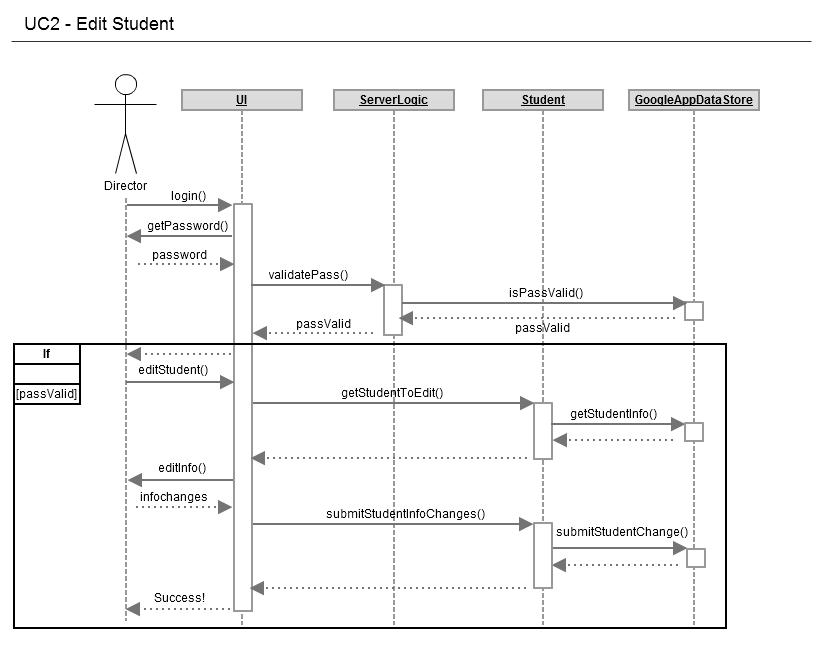 UC2 - Edit Student
UI
ServerLogic
Student
GoogleAppDataStore
Director
login()
getPassword()
password
validatePass()
isPassValid()
passValid
passValid
If
editStudent()
[passValid]
getStudentToEdit()
getStudentInfo()
editInfo()
infochanges
submitStudentInfoChanges()
submitStudentChange()
Success!